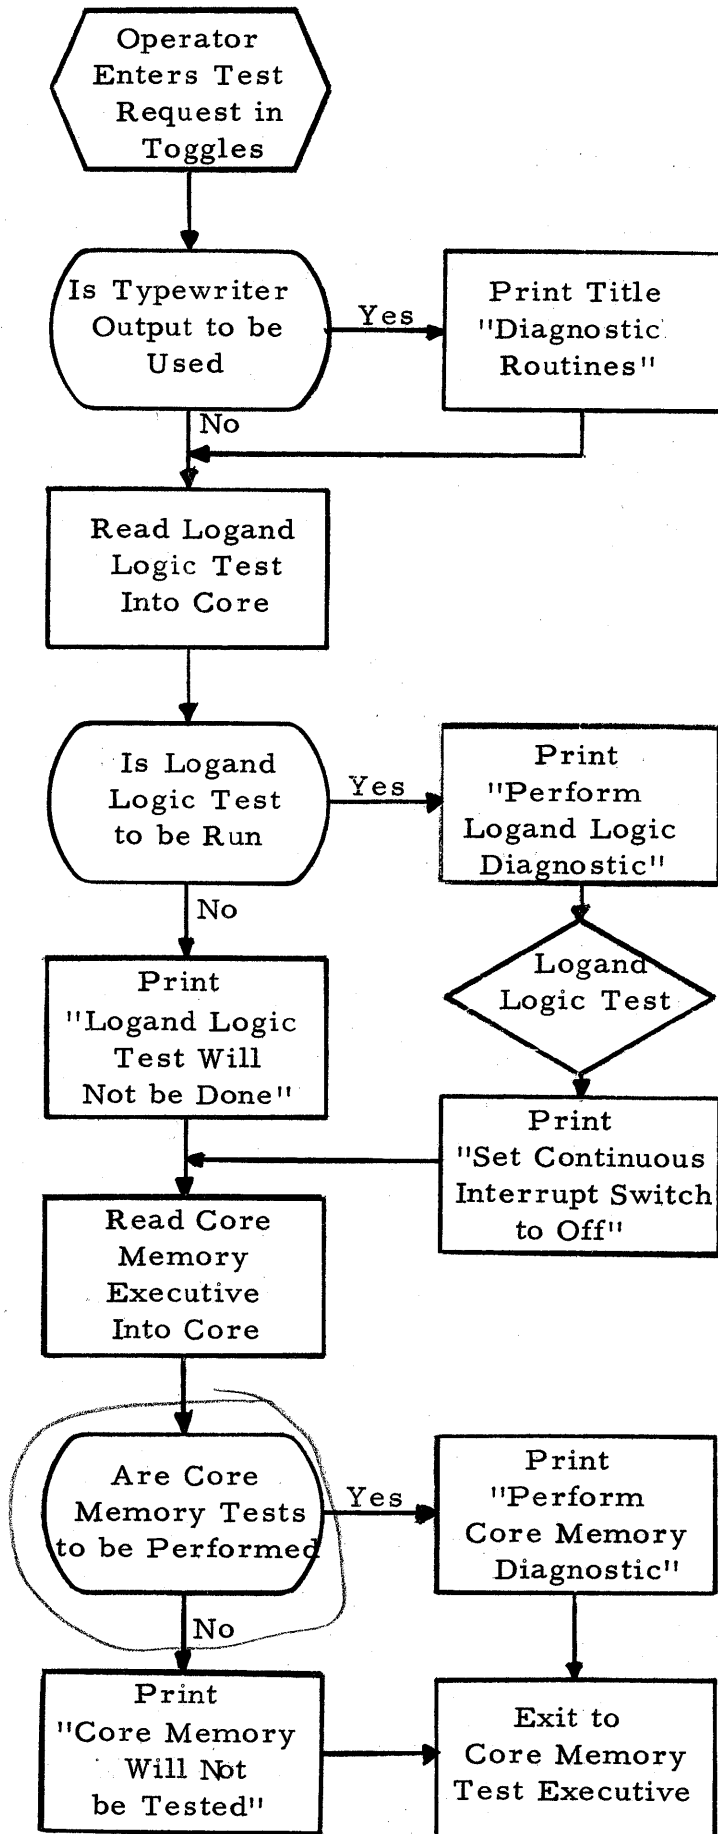 Operator
Enters Test
Request in
Toggles
Is Typewriter
Output to be
Used
Yes
Print Title
"Diagnostic
Routines"
No
Read Logand
Logic Test
Into Core
Is Logand
Logic Test
to be Run
Yes
Print
"Perform
Logand Logic
Diagnostic"
No
Logand
Logic Test
Print
"Logand Logic
Test Will
Not be Done"
Print
"Set Continuous
Interrupt Switch
to Off"
Read Core
Memory
Executive
Into Core
Are Core
Memory Tests
to be Performed
Yes
Print
"Perform
Core Memory
Diagnostic"
No
Print
"Core Memory
Will Not
be Tested"
Exit to
Core Memory
Test Executive